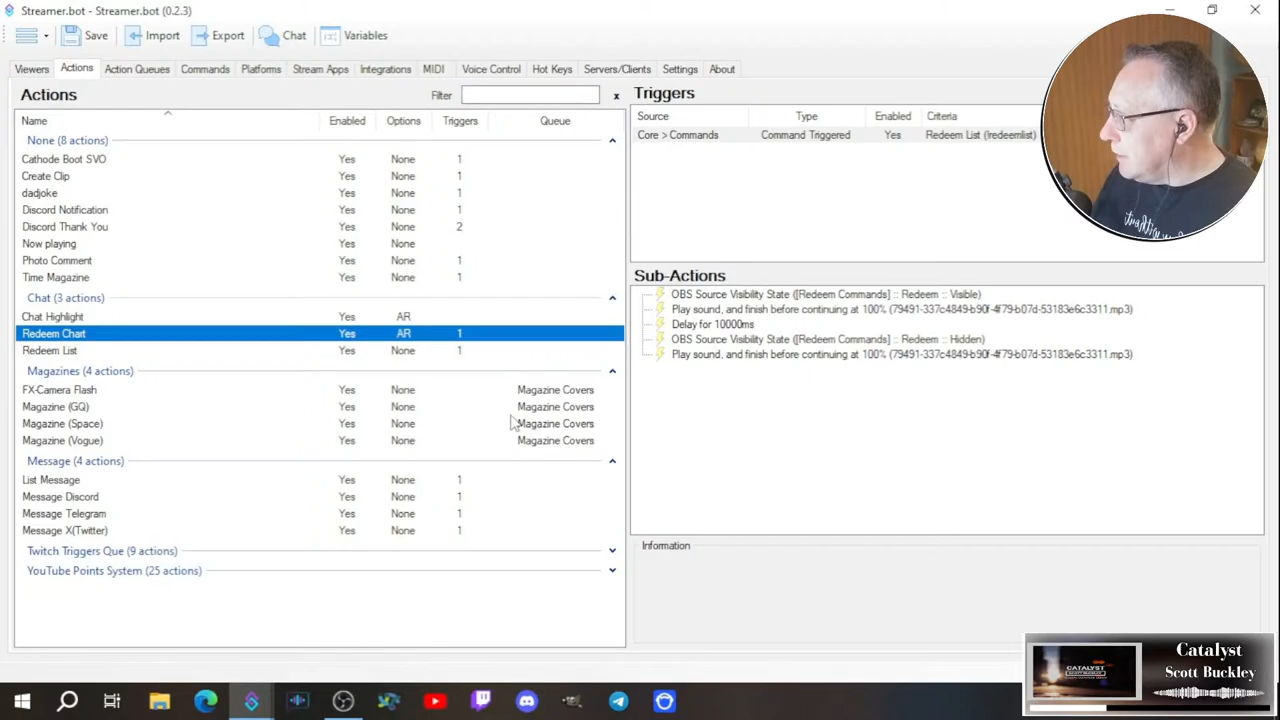 Streamer.bot - Streamer.bot (0.2.3)
Save Import Export Chat Variables
Viewers Actions Action Queues Commands Platforms Stream Apps Integrations MIDI Voice Control Hot Keys Servers/Clients Settings About
Actions
Filter
x
Name Enabled Options Triggers Queue
None (8 actions)
Cathode Boot SVO Yes None 1
Create Clip Yes None 1
dadjoke Yes None 1
Discord Notification Yes None 1
Discord Thank You Yes None 2
Now playing Yes None
Photo Comment Yes None 1
Time Magazine Yes None 1
Chat (3 actions)
Chat Highlight Yes AR
Redeem Chart Yes AR 1
Redeem List Yes None 1
Magazines (4 actions)
FX-Camera Flash Yes None Magazine Covers
Magazine (GQ) Yes None Magazine Covers
Magazine (Space) Yes None Magazine Covers
Magazine (Vogue) Yes None Magazine Covers
Message (4 actions)
List Message Yes None 1
Message Discord Yes None 1
Message Telegram Yes None 1
Message X(Twitter) Yes None 1
Twitch Triggers Que (9 actions)
YouTube Points System (25 actions)
Triggers
Source Type Enabled Criteria
Core > Commands Command Triggered Yes Redeem List (!redeemlist)
Sub-Actions
OBS Source Visibility State ([Redeem Commands] :: Redeem :: Visible)
Play sound, and finish before continuing at 100% (79491-337c4849-b90f-4f79-b07d-53183e6c3311.mp3)
Delay for 10000ms
OBS Source Visibility State ([Redeem Commands] :: Redeem :: Hidden)
Play sound, and finish before continuing at 100% (79491-337c4849-b90f-4f79-b07d-53183e6c3311.mp3)
Information
CATALYST
Catalyst
Scott Buckley